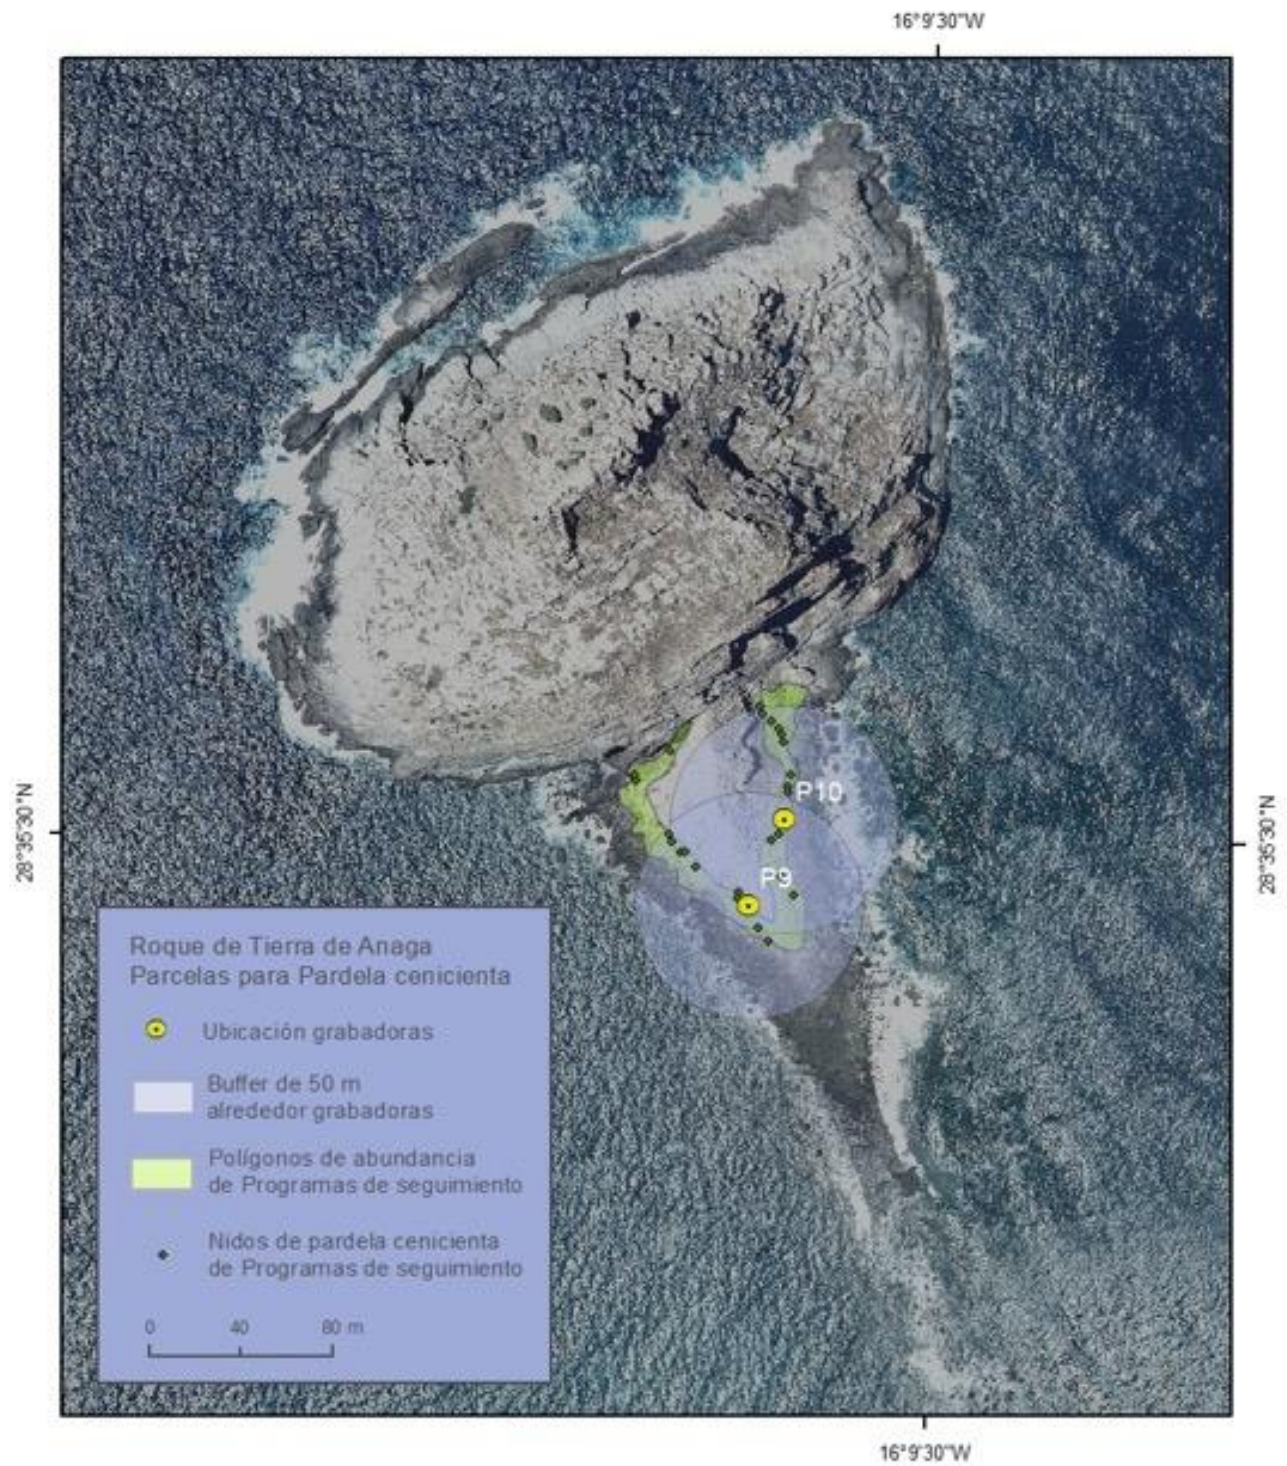 16°9'30"W
28°35'30"N
28°35'30"N
P10
P9
Roque de Tierra de Anaga
Parcelas para Pardela cenicienta
Ubicación grabadoras
Buffer de 50 m
alrededor grabadoras
Polígonos de abundancia
de Programas de seguimiento
Nidos de pardela cenicienta
de Programas de seguimiento
0 40 80 m
16°9'30"W